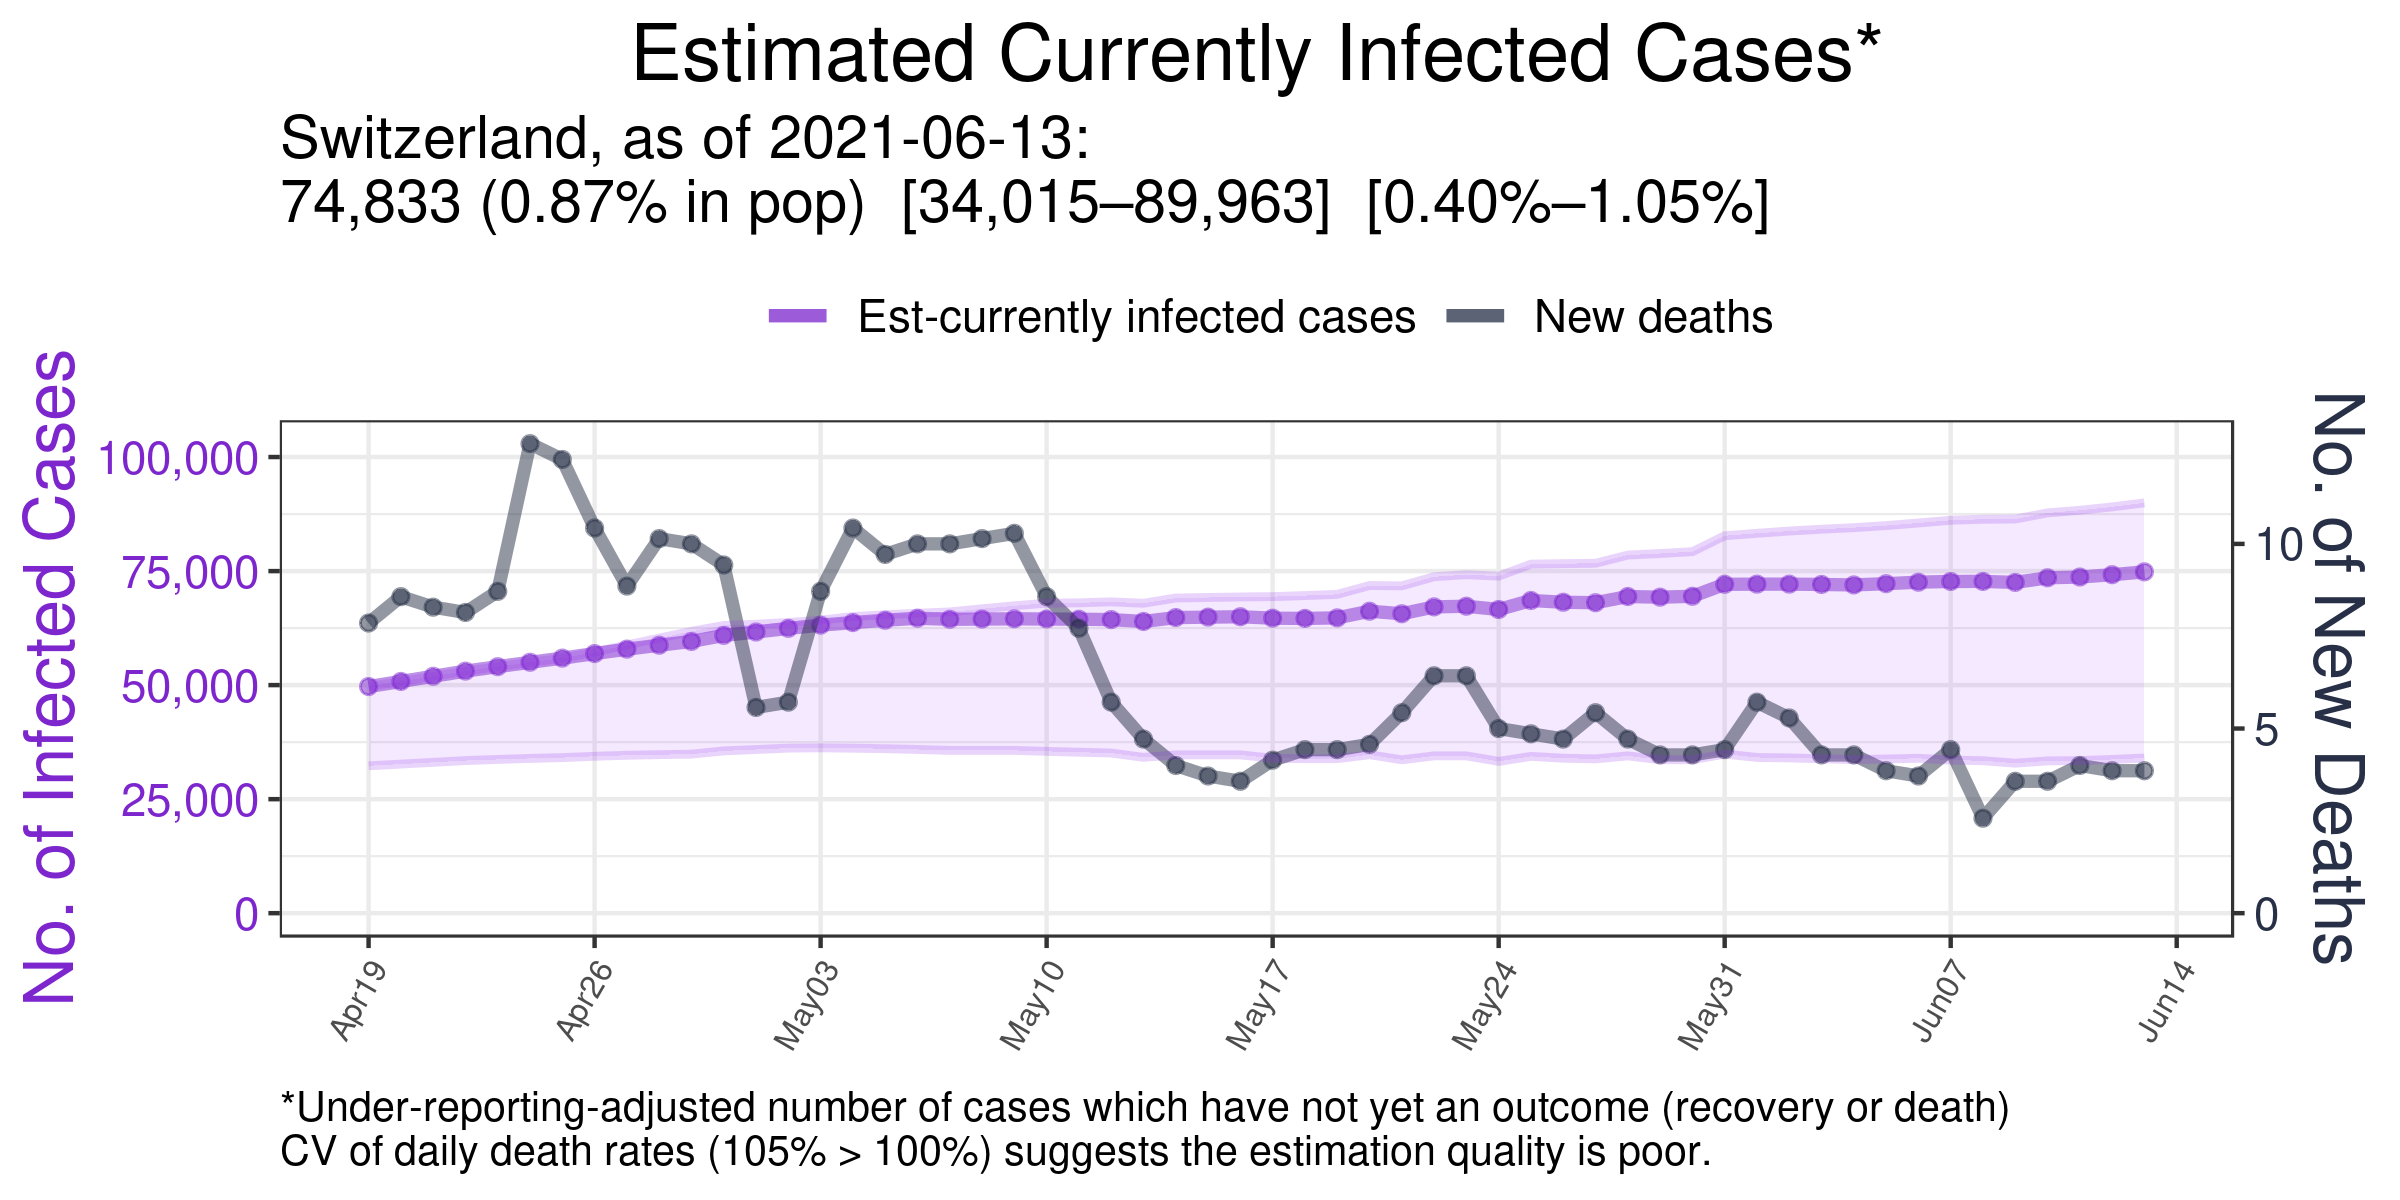 Estimated Currently Infected Cases*
Switzerland, as of 2021-06-13:
74,833 (0.87% in pop)  [34,015–89,963]  [0.40%–1.05%]
Est-currently infected cases
New deaths
No. of Infected Cases
100,000
75,000
50,000
25,000
0
No. of New Deaths
10
5
0
Apr19
Apr26
May03
May10
May17
May24
May31
Jun07
Jun14
*Under-reporting-adjusted number of cases which have not yet an outcome (recovery or death)
CV of daily death rates (105% > 100%) suggests the estimation quality is poor.